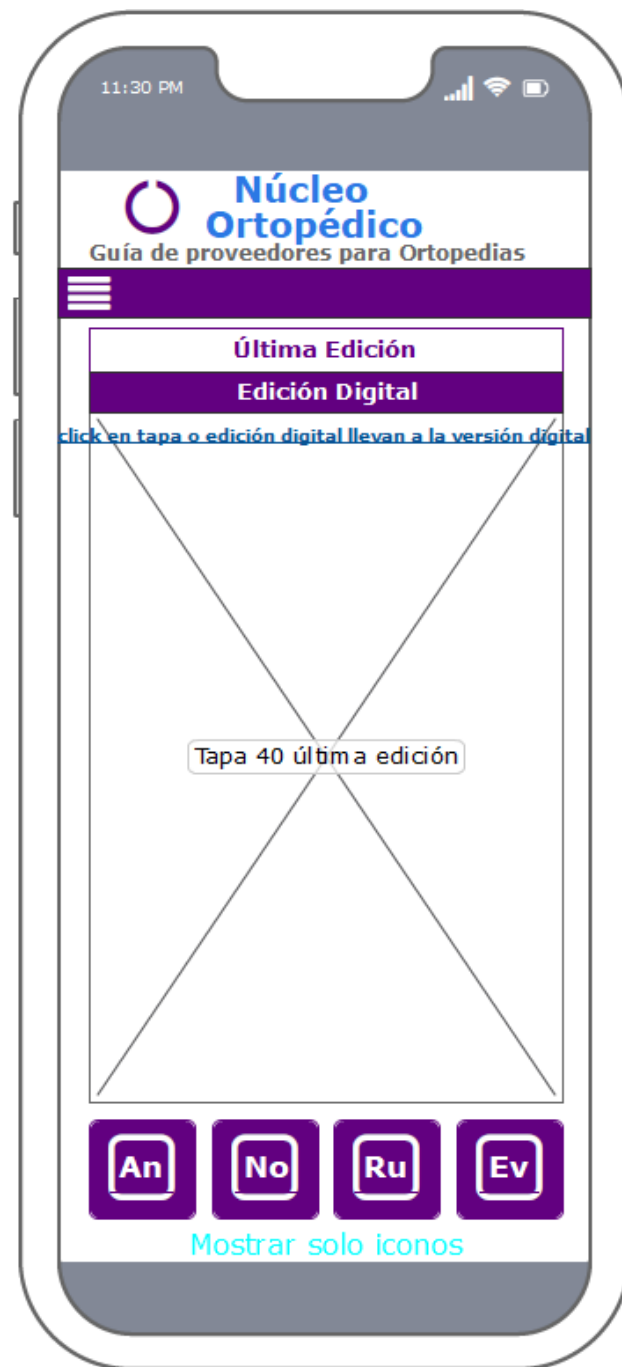 11:30 PM
Núcleo
Ortopédico
Guía de proveedores para Ortopedias
Última Edición
Edición Digital
click en tapa o edición digital llevan a la versión digital
Tapa 40 última edición
An No Ru Ev
Mostrar solo iconos